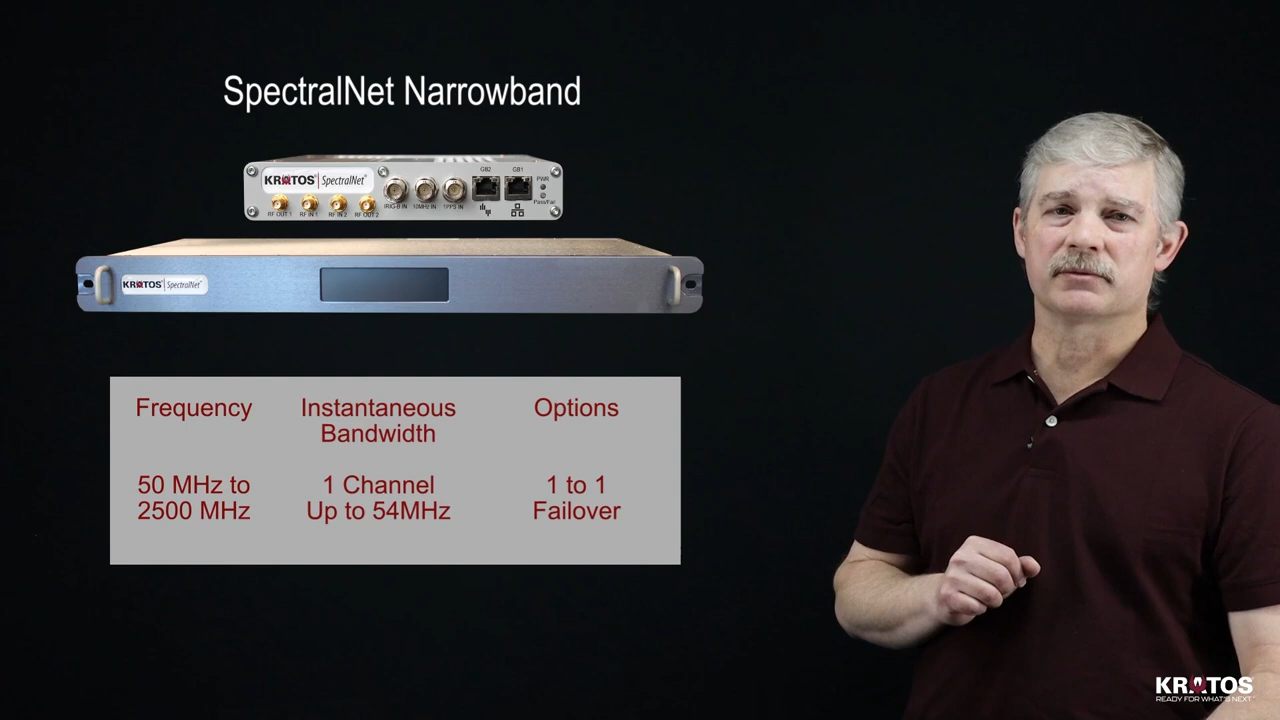 SpectralNet Narrowband
KRATOS SpectralNet®
GB2 GB1
PWR
Pass/Fail
IRIG-B IN 10MHz IN 1PPS IN
RF OUT 1 RF IN 1 RF IN 2 RF OUT 2
KRATOS SpectralNet®
Frequency
Instantaneous
Bandwidth
Options
50 MHz to
2500 MHz
1 Channel
Up to 54MHz
1 to 1
Failover
KRATOS
READY FOR WHAT'S NEXT